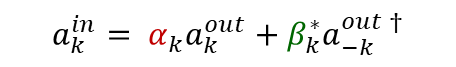 a_k^{in} = α_k a_k^{out} + β_k^* a_{-k}^{out †}